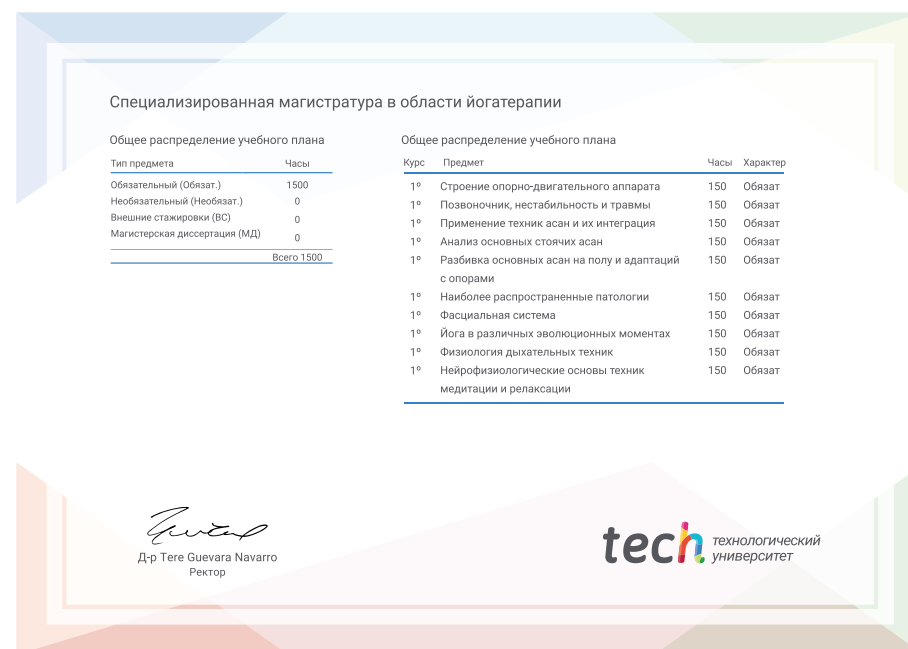 Специализированная магистратура в области йогатерапии
Общее распределение учебного плана
Тип предмета Часы
Обязательный (Обязат.) 1500
Необязательный (Необязат.) 0
Внешние стажировки (ВС) 0
Магистерская диссертация (МД) 0
Всего 1500
Общее распределение учебного плана
Курс Предмет Часы Характер
1º Строение опорно-двигательного аппарата 150 Обязат
1º Позвоночник, нестабильность и травмы 150 Обязат
1º Применение техник асан и их интеграция 150 Обязат
1º Анализ основных стоячих асан 150 Обязат
1º Разбивка основных асан на полу и адаптаций 150 Обязат
с опорами
1º Наиболее распространенные патологии 150 Обязат
1º Фасциальная система 150 Обязат
1º Йога в различных эволюционных моментах 150 Обязат
1º Физиология дыхательных техник 150 Обязат
1º Нейрофизиологические основы техник 150 Обязат
медитации и релаксации
Д-р Tere Guevara Navarro
Ректор
tech технологический
университет